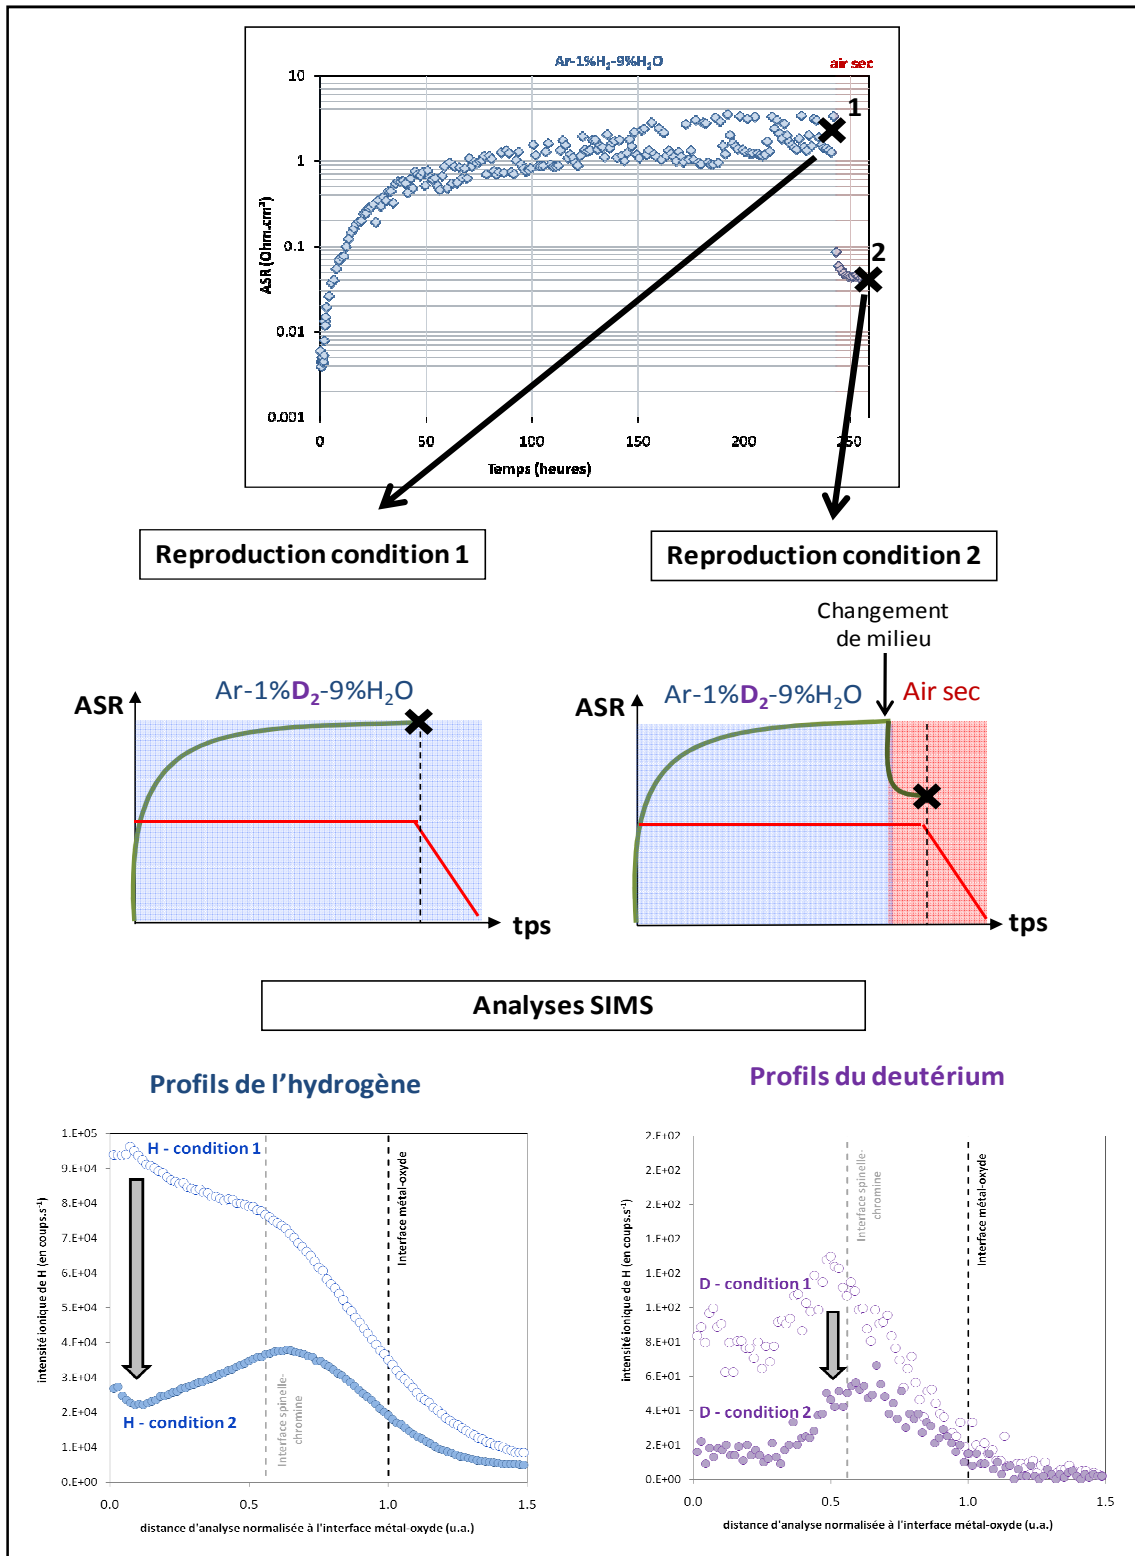 Ar-1%H₂-9%H₂O
air sec
10
1
0.1
0.01
0.001
ASR (Ohm.cm²)
0
50
100
150
200
250
Temps (heures)
1
2
Reproduction condition 1
Reproduction condition 2
Changement
de milieu
Ar-1%D₂-9%H₂O
ASR
tps
Ar-1%D₂-9%H₂O
Air sec
ASR
tps
Analyses SIMS
Profils de l'hydrogène
Profils du deutérium
1.E+05
9.E+04
8.E+04
7.E+04
6.E+04
5.E+04
4.E+04
3.E+04
2.E+04
1.E+04
0.E+00
intensité ionique de H (en coups.s⁻¹)
H - condition 1
H - condition 2
Interface spinelle-
chromine
Interface métal-oxyde
0.0
0.5
1.0
1.5
distance d'analyse normalisée à l'interface métal-oxyde (u.a.)
2.E+02
2.E+02
2.E+02
1.E+02
1.E+02
1.E+02
8.E+01
6.E+01
4.E+01
2.E+01
0.E+00
intensité ionique de H (en coups.s⁻¹)
D - condition 1
D - condition 2
Interface spinelle-
chromine
Interface métal-oxyde
0.0
0.5
1.0
1.5
distance d'analyse normalisée à l'interface métal-oxyde (u.a.)